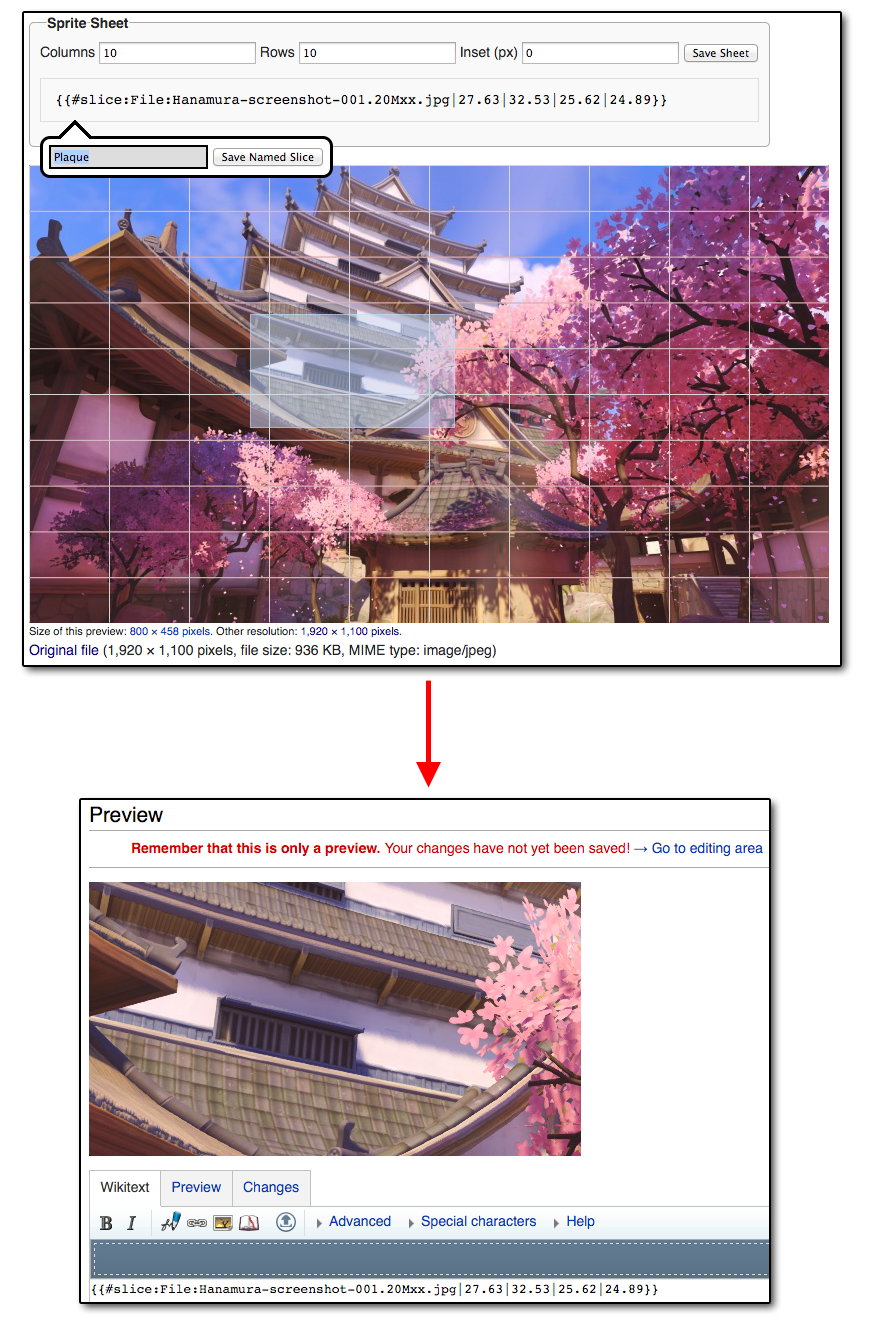 Sprite Sheet
Columns 10 Rows 10 Inset (px) 0 Save Sheet
{{#slice:File:Hanamura-screenshot-001.20Mxx.jpg|27.63|32.53|25.62|24.89}}
Plaque Save Named Slice
Size of this preview: 800 × 458 pixels. Other resolution: 1,920 × 1,100 pixels.
Original file (1,920 × 1,100 pixels, file size: 936 KB, MIME type: image/jpeg)
Preview
Remember that this is only a preview. Your changes have not yet been saved! → Go to editing area
Wikitext Preview Changes
B I Advanced Special characters Help
{{#slice:File:Hanamura-screenshot-001.20Mxx.jpg|27.63|32.53|25.62|24.89}}